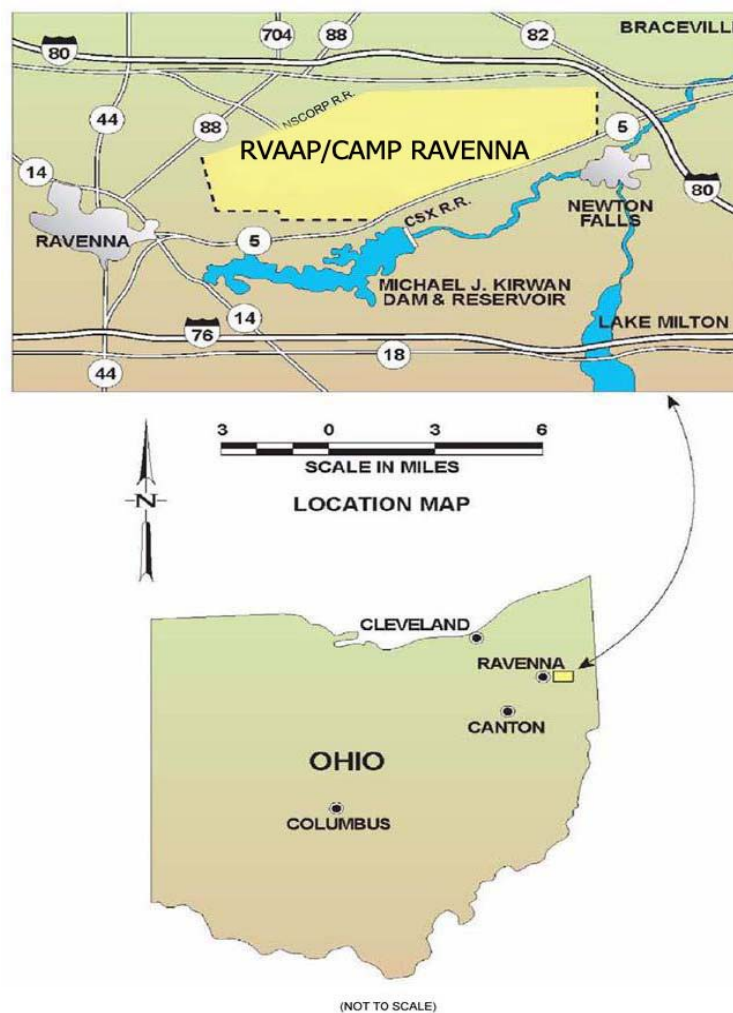 80
704
88
82
BRACEVILLE
44
88
NSCORP R.R.
RVAAP/CAMP RAVENNA
5
14
80
RAVENNA
CSX R.R.
NEWTON
FALLS
5
MICHAEL J. KIRWAN
DAM & RESERVOIR
14
76
LAKE MILTON
18
44
3 0 3 6
SCALE IN MILES
N
LOCATION MAP
CLEVELAND
RAVENNA
CANTON
OHIO
COLUMBUS
(NOT TO SCALE)